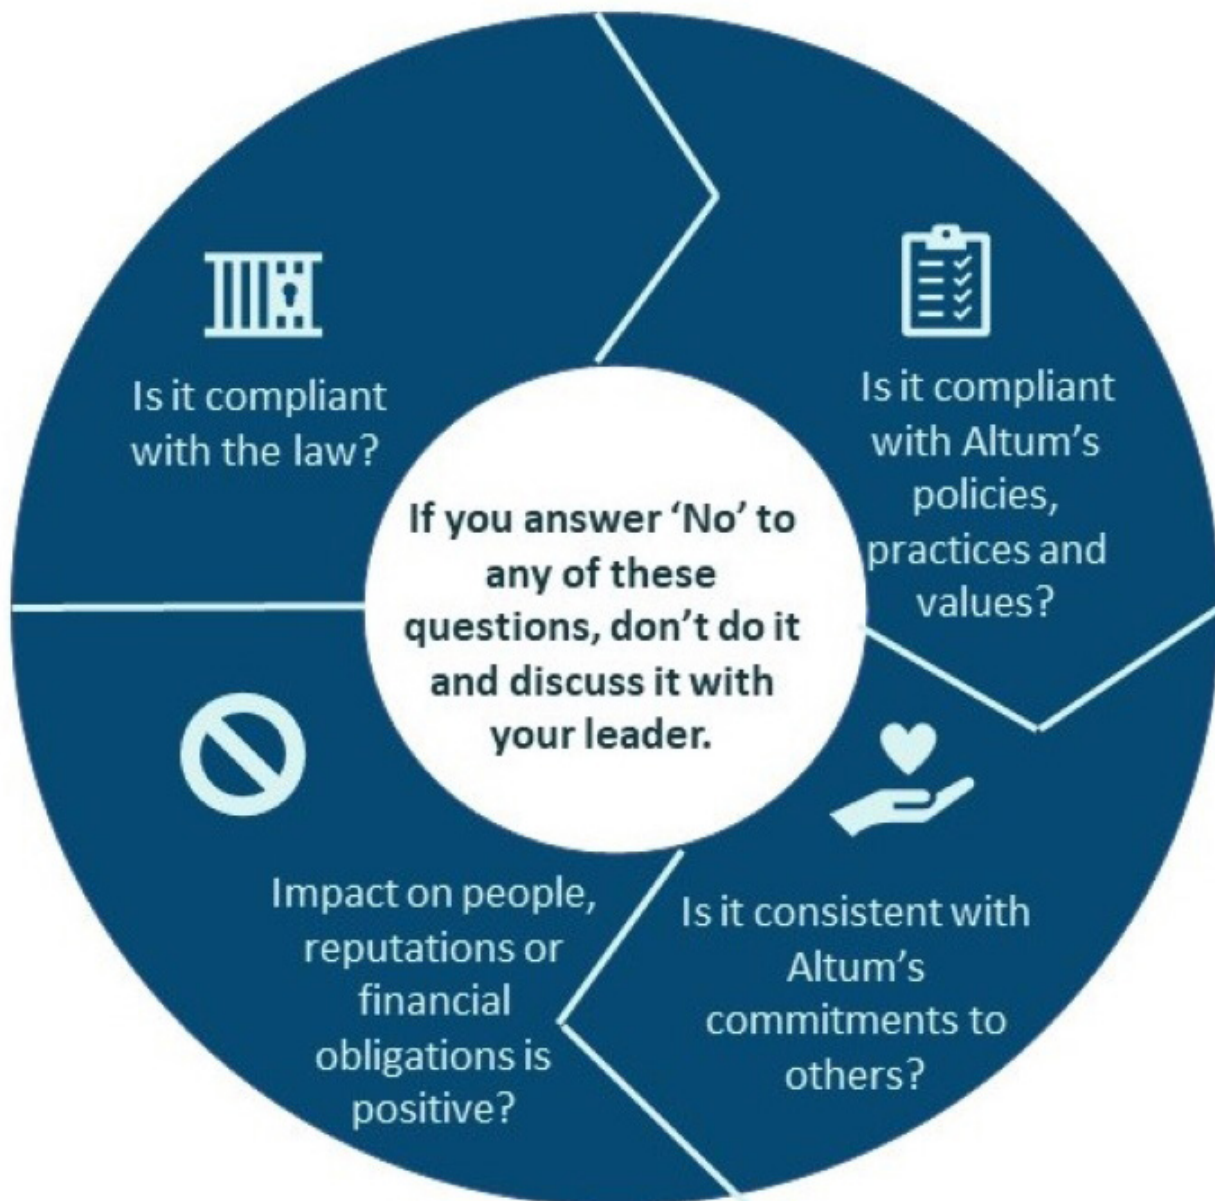 Is it compliant
with the law?
Is it compliant
with Altum's
policies,
practices and
values?
If you answer ‘No’ to
any of these
questions, don’t do it
and discuss it with
your leader.
Is it consistent with
Altum’s
commitments to
others?
Impact on people,
reputations or
financial
obligations is
positive?